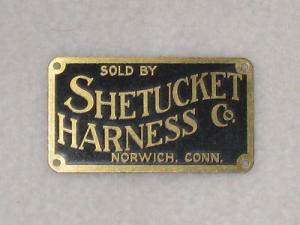 SOLD BY
SHETUCKET
HARNESS Co.
NORWICH, CONN.